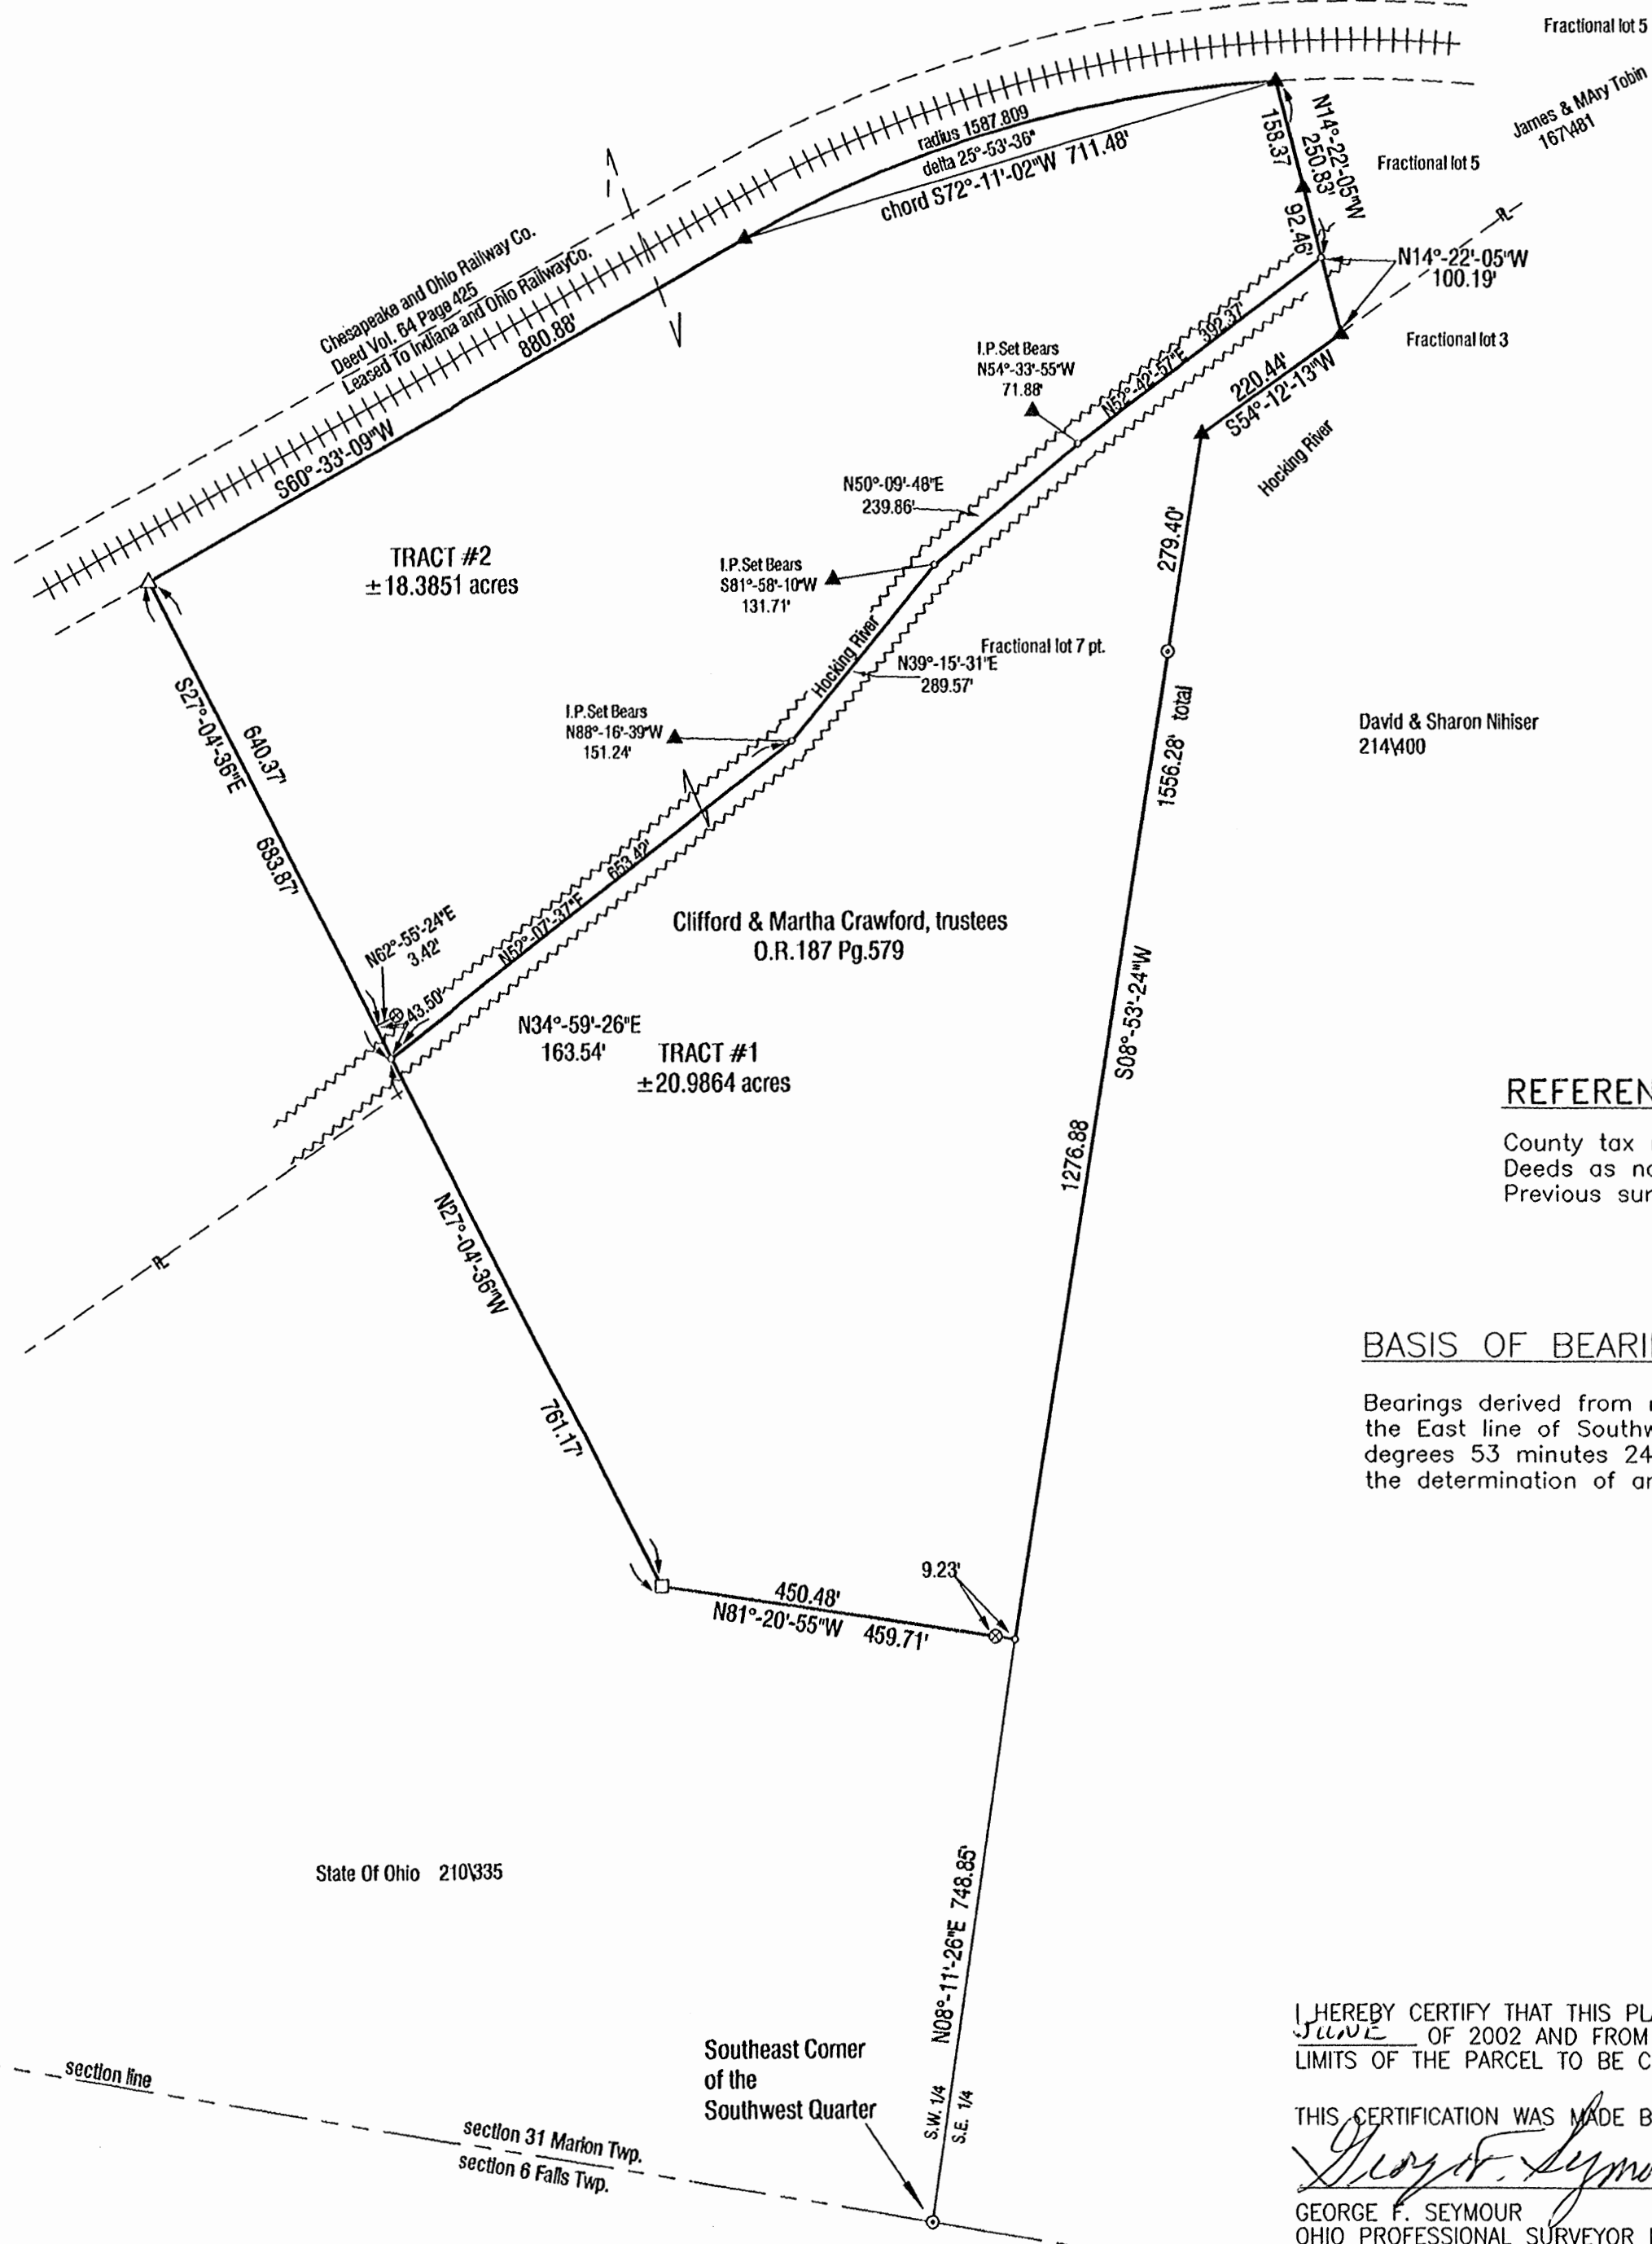 Fractional lot 5
James & MAry Tobin
167\481
radius 1587.809
delta 25°-53'-36"
chord S72°-11'-02"W 711.48'
158.37
N14°-22'-05"W
250.83'
Fractional lot 5
92.46'
N14°-22'-05"W
100.19'
Fractional lot 3
Chesapeake and Ohio Railway Co.
Deed Vol. 64 Page 425
Leased To Indiana and Ohio RailwayCo.
880.88'
S60°-33'-09"W
I.P.Set Bears
N54°-33'-55"W
71.88'
N52°-42'-57"E 392.37'
220.44'
S54°-12'-13"W
Hocking River
N50°-09'-48"E
239.86'
279.40'
TRACT #2
±18.3851 acres
I.P.Set Bears
S81°-58'-10"W
131.71'
Hocking River
Fractional lot 7 pt.
N39°-15'-31"E
289.57'
S27°-04'-36"E
640.37'
683.87'
I.P.Set Bears
N88°-16'-39"W
151.24'
1556.28' total
David & Sharon Nihiser
214\400
N52°-07'-37"E 653.42'
N62°-55'-24"E
3.42'
43.50'
Clifford & Martha Crawford, trustees
O.R.187 Pg.579
N34°-59'-26"E
163.54'
TRACT #1
±20.9864 acres
S08°-53'-24"W
1276.88
REFEREN
County tax
Deeds as no
Previous sur
PL
PL
N27°-04'-36"W
761.17'
BASIS OF BEARI
Bearings derived from
the East line of Southw
degrees 53 minutes 24
the determination of an
9.23'
450.48'
N81°-20'-55"W 459.71'
State Of Ohio 210\335
N08°-11'-26"E 748.85'
S.W. 1/4
S.E. 1/4
Southeast Corner
of the
Southwest Quarter
section line
section 31 Marion Twp.
section 6 Falls Twp.
I HEREBY CERTIFY THAT THIS PLA
JUNE OF 2002 AND FROM
LIMITS OF THE PARCEL TO BE C
THIS CERTIFICATION WAS MADE B
George F. Seymo
GEORGE F. SEYMOUR
OHIO PROFESSIONAL SURVEYOR